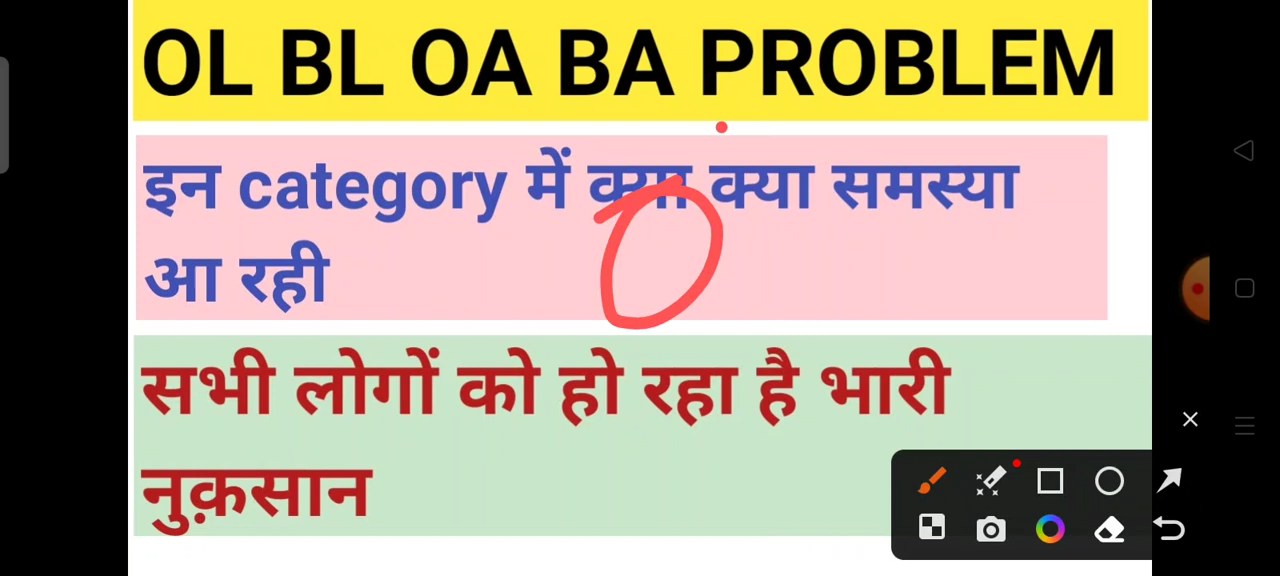 OL BL OA BA PROBLEM
इन category में क्या क्या समस्या
आ रही
सभी लोगों को हो रहा है भारी
नुक़सान